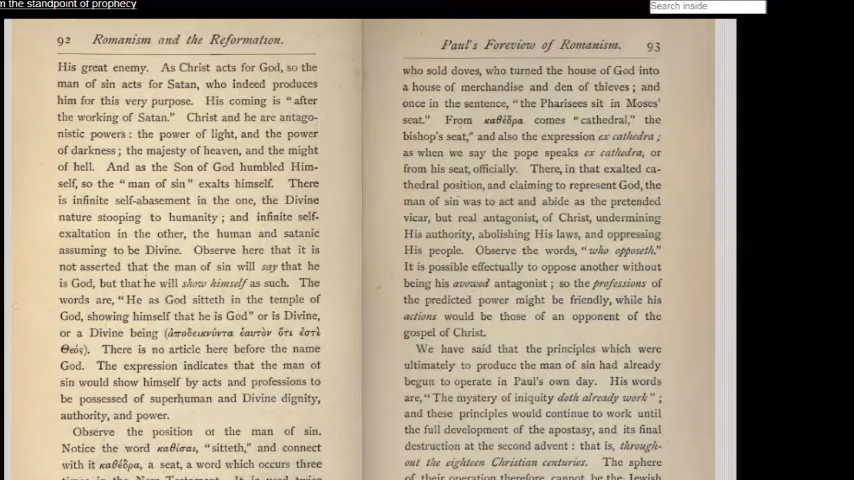 m the standpoint of prophecy
Search inside
92 Romanism and the Reformation.
His great enemy. As Christ acts for God, so the
man of sin acts for Satan, who indeed produces
him for this very purpose. His coming is “after
the working of Satan.” Christ and he are antago-
nistic powers: the power of light, and the power
of darkness; the majesty of heaven, and the might
of hell. And as the Son of God humbled Him-
self, so the “man of sin” exalts himself. There
is infinite self-abasement in the one, the Divine
nature stooping to humanity; and infinite self-
exaltation in the other, the human and satanic
assuming to be Divine. Observe here that it is
not asserted that the man of sin will say that he
is God, but that he will show himself as such. The
words are, “He as God sitteth in the temple of
God, showing himself that he is God” or is Divine,
or a Divine being (ἀποδεικνύντα ἑαυτὸν ὅτι ἐστὶ
Θεός). There is no article here before the name
God. The expression indicates that the man of
sin would show himself by acts and professions to
be possessed of superhuman and Divine dignity,
authority, and power.
Observe the position of the man of sin.
Notice the word καθίσαι, “sitteth,” and connect
with it καθέδρα, a seat, a word which occurs three
times in the New Testament. It is used twice
Paul's Foreview of Romanism. 93
who sold doves, who turned the house of God into
a house of merchandise and den of thieves; and
once in the sentence, “the Pharisees sit in Moses'
seat.” From καθέδρα comes “cathedral,” the
bishop's seat,” and also the expression ex cathedra;
as when we say the pope speaks ex cathedra, or
from his seat, officially. There, in that exalted ca-
thedral position, and claiming to represent God, the
man of sin was to act and abide as the pretended
vicar, but real antagonist, of Christ, undermining
His authority, abolishing His laws, and oppressing
His people. Observe the words, “who opposeth.”
It is possible effectually to oppose another without
being his avowed antagonist; so the professions of
the predicted power might be friendly, while his
actions would be those of an opponent of the
gospel of Christ.
We have said that the principles which were
ultimately to produce the man of sin had already
begun to operate in Paul's own day. His words
are, “The mystery of iniquity doth already work”;
and these principles would continue to work until
the full development of the apostasy, and its final
destruction at the second advent: that is, through-
out the eighteen Christian centuries. The sphere
of their operation therefore cannot be the Jewish